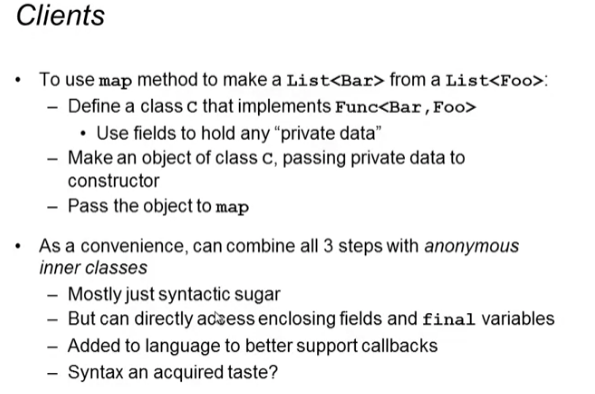 Clients
• To use map method to make a List<Bar> from a List<Foo>:
– Define a class C that implements Func<Bar,Foo>
• Use fields to hold any “private data”
– Make an object of class C, passing private data to
constructor
– Pass the object to map
• As a convenience, can combine all 3 steps with anonymous
inner classes
– Mostly just syntactic sugar
– But can directly access enclosing fields and final variables
– Added to language to better support callbacks
– Syntax an acquired taste?